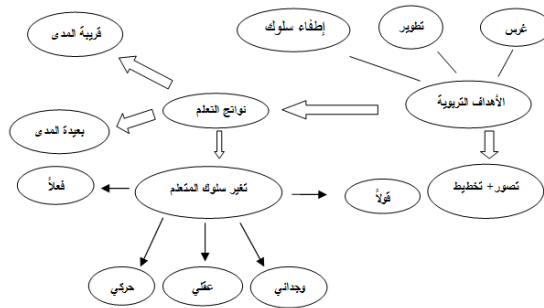 غرس
تطوير
إطفاء سلوك
قريبة المدى
الأهداف التربوية
نواتج التعلم
بعيدة المدى
تصور+ تخطيط
قولاً
تغير سلوك المتعلم
فعلاً
وجداني
عقلي
حركي